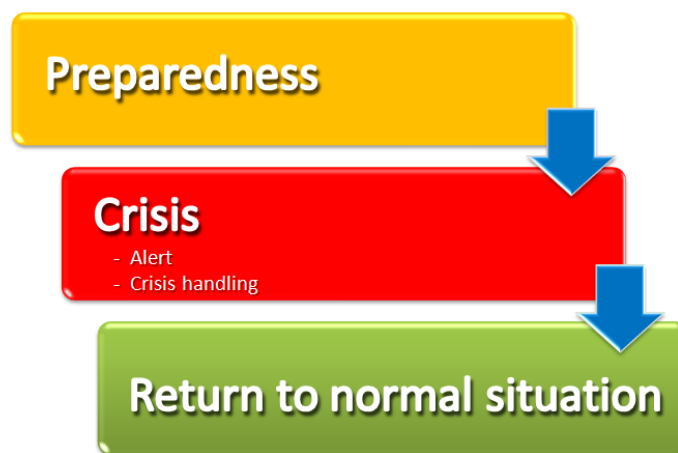 Preparedness
Crisis
- Alert
- Crisis handling
Return to normal situation